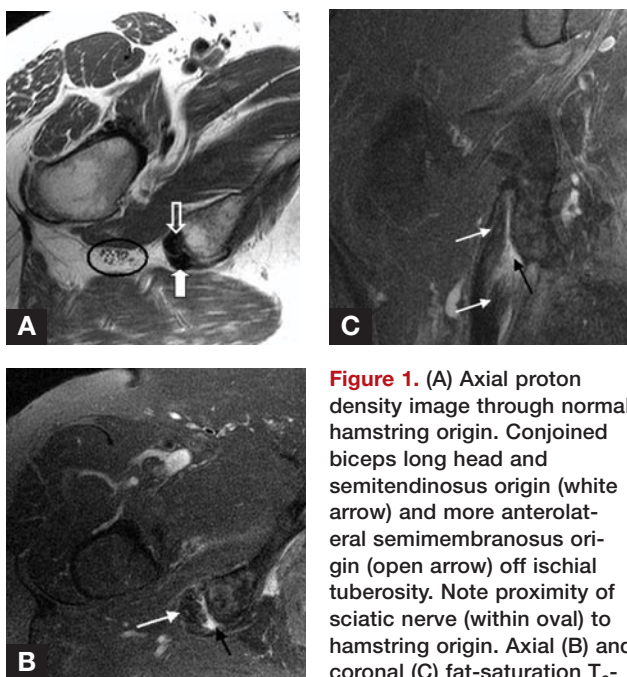 A
C
B
Figure 1. (A) Axial proton
density image through normal
hamstring origin. Conjoined
biceps long head and
semitendinosus origin (white
arrow) and more anterolat-
eral semimembranosus ori-
gin (open arrow) off ischial
tuberosity. Note proximity of
sciatic nerve (within oval) to
hamstring origin. Axial (B) and
coronal (C) fat-saturation T₂-